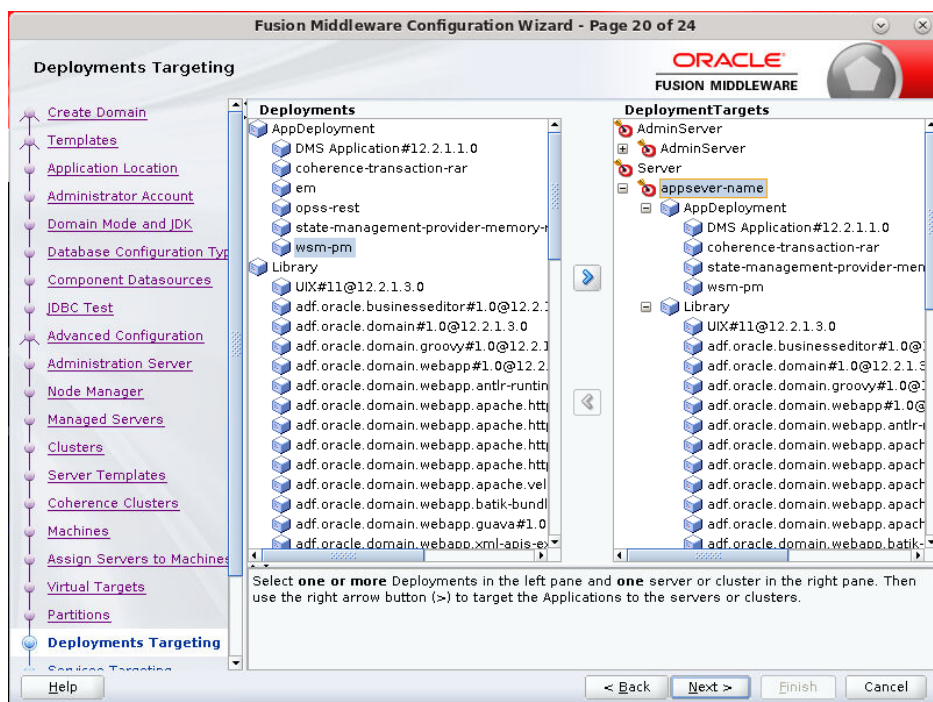 Fusion Middleware Configuration Wizard - Page 20 of 24
Deployments Targeting
ORACLE
FUSION MIDDLEWARE
Create Domain
Templates
Application Location
Administrator Account
Domain Mode and JDK
Database Configuration Typ
Component Datasources
JDBC Test
Advanced Configuration
Administration Server
Node Manager
Managed Servers
Clusters
Server Templates
Coherence Clusters
Machines
Assign Servers to Machines
Virtual Targets
Partitions
Deployments Targeting
Services Targeting
Deployments
AppDeployment
DMS Application#12.2.1.1.0
coherence-transaction-rar
em
opss-rest
state-management-provider-memory-r
wsm-pm
Library
UIX#11@12.2.1.3.0
adf.oracle.businesseditor#1.0@12.2.1
adf.oracle.domain#1.0@12.2.1.3.0
adf.oracle.domain.groovy#1.0@12.2.1
adf.oracle.domain.webapp#1.0@12.2.
adf.oracle.domain.webapp.antlr-runtin
adf.oracle.domain.webapp.apache.htt
adf.oracle.domain.webapp.apache.htt
adf.oracle.domain.webapp.apache.htt
adf.oracle.domain.webapp.apache.vel
adf.oracle.domain.webapp.batik-bundl
adf.oracle.domain.webapp.guava#1.0
adf.oracle.domain.webapp.xml-apis-ex
DeploymentTargets
AdminServer
AdminServer
Server
appsever-name
AppDeployment
DMS Application#12.2.1.1.0
coherence-transaction-rar
state-management-provider-mem
wsm-pm
Library
UIX#11@12.2.1.3.0
adf.oracle.businesseditor#1.0@
adf.oracle.domain#1.0@12.2.1.3
adf.oracle.domain.groovy#1.0@
adf.oracle.domain.webapp#1.0@
adf.oracle.domain.webapp.antlr-
adf.oracle.domain.webapp.apach
adf.oracle.domain.webapp.apach
adf.oracle.domain.webapp.apach
adf.oracle.domain.webapp.apach
adf.oracle.domain.webapp.apach
adf.oracle.domain.webapp.batik-
Select one or more Deployments in the left pane and one server or cluster in the right pane. Then
use the right arrow button (>) to target the Applications to the servers or clusters.
Help
< Back
Next >
Finish
Cancel